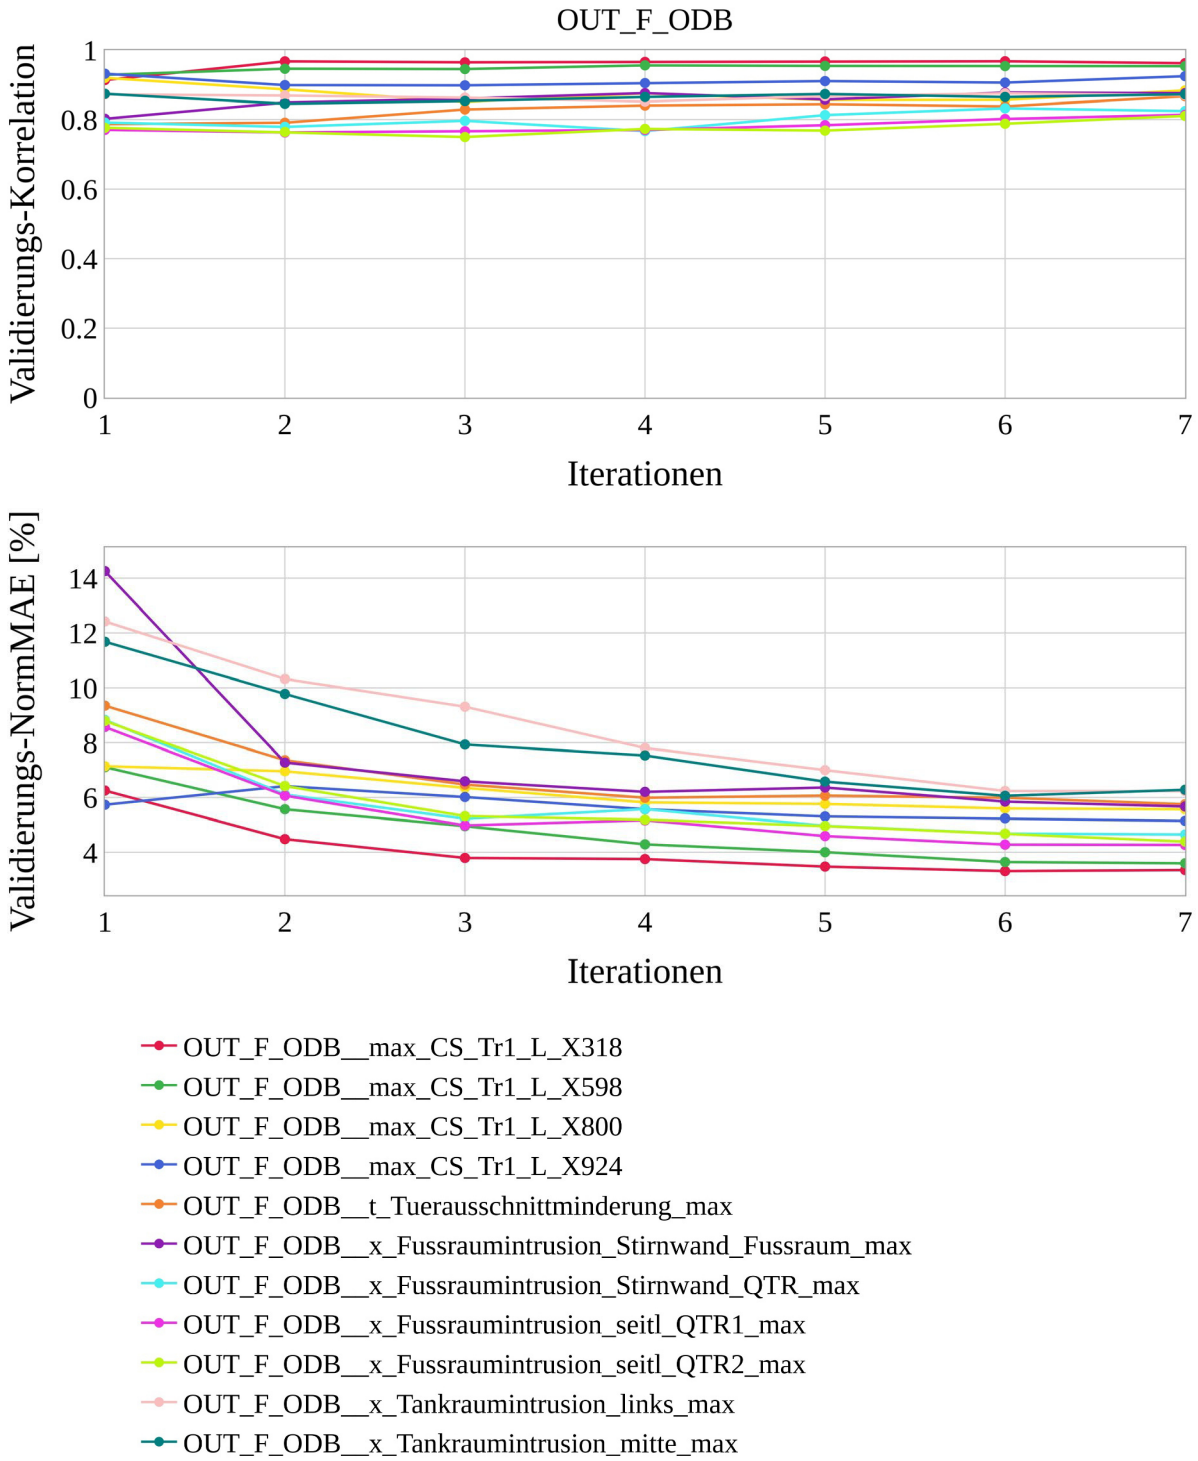 OUT_F_ODB
Validierungs-Korrelation
1
0.8
0.6
0.4
0.2
0
1 2 3 4 5 6 7
Iterationen
Validierungs-NormMAE [%]
14
12
10
8
6
4
1 2 3 4 5 6 7
Iterationen
OUT_F_ODB__max_CS_Tr1_L_X318
OUT_F_ODB__max_CS_Tr1_L_X598
OUT_F_ODB__max_CS_Tr1_L_X800
OUT_F_ODB__max_CS_Tr1_L_X924
OUT_F_ODB__t_Tuerausschnittminderung_max
OUT_F_ODB__x_Fussraumintrusion_Stirnwand_Fussraum_max
OUT_F_ODB__x_Fussraumintrusion_Stirnwand_QTR_max
OUT_F_ODB__x_Fussraumintrusion_seitl_QTR1_max
OUT_F_ODB__x_Fussraumintrusion_seitl_QTR2_max
OUT_F_ODB__x_Tankraumintrusion_links_max
OUT_F_ODB__x_Tankraumintrusion_mitte_max